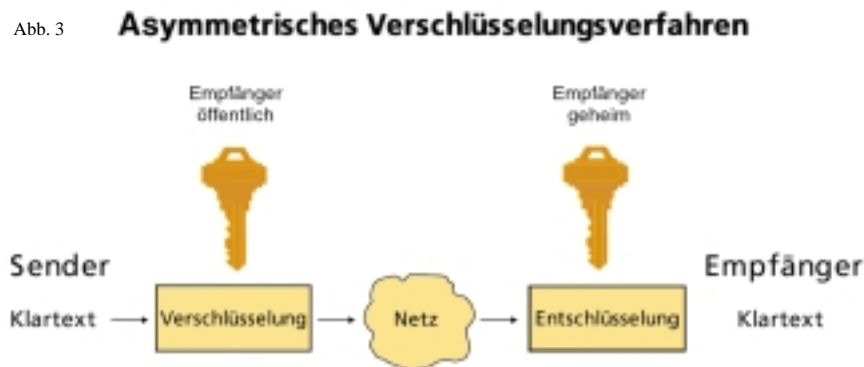 Abb. 3 Asymmetrisches Verschlüsselungsverfahren
Empfänger
öffentlich
Empfänger
geheim
Sender
Klartext
Verschlüsselung
Netz
Entschlüsselung
Empfänger
Klartext